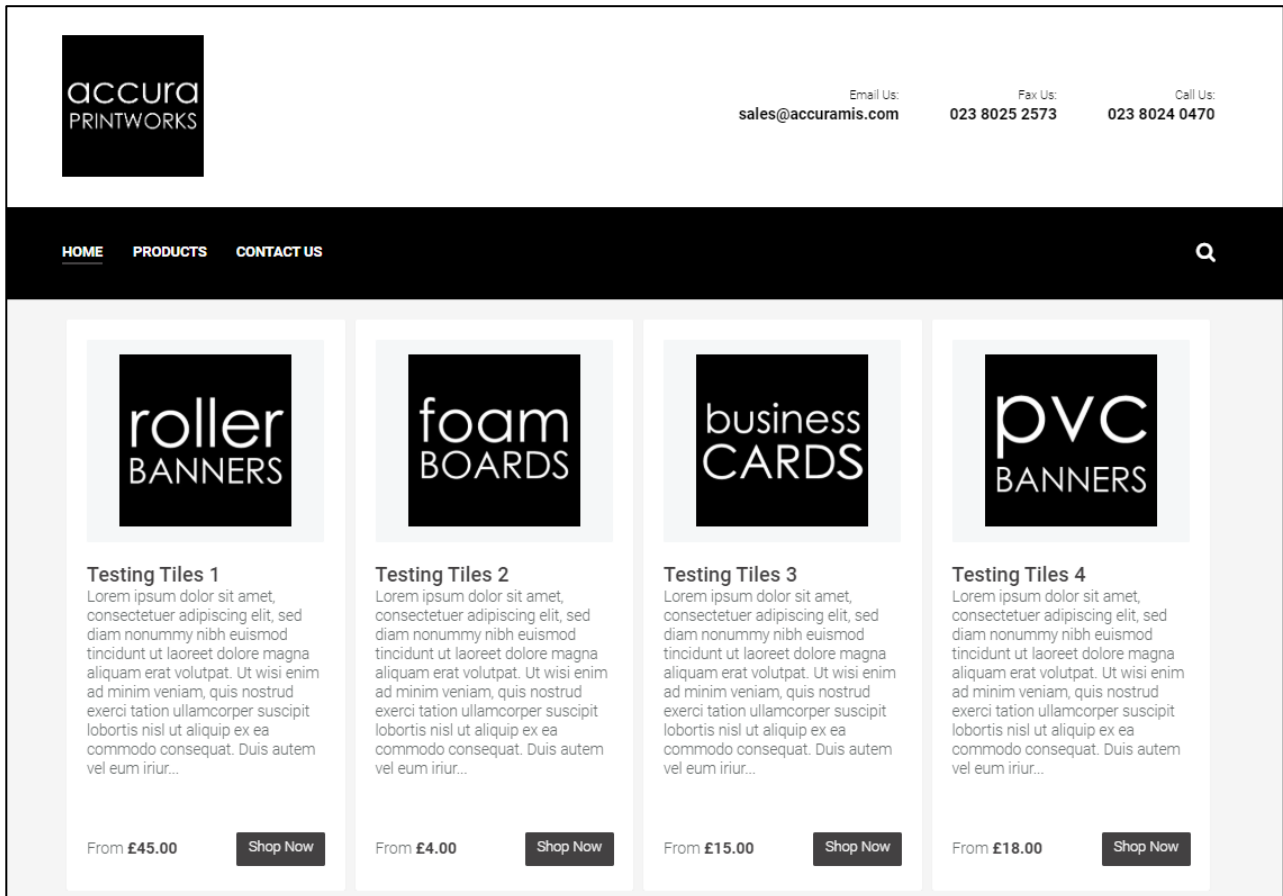 accura
PRINTWORKS
Email Us:
sales@accuramis.com
Fax Us:
023 8025 2573
Call Us:
023 8024 0470
HOME
PRODUCTS
CONTACT US
roller
BANNERS
Testing Tiles 1
Lorem ipsum dolor sit amet,
consectetuer adipiscing elit, sed
diam nonummy nibh euismod
tincidunt ut laoreet dolore magna
aliquam erat volutpat. Ut wisi enim
ad minim veniam, quis nostrud
exerci tation ullamcorper suscipit
lobortis nisl ut aliquip ex ea
commodo consequat. Duis autem
vel eum iriur...
From £45.00
Shop Now
foam
BOARDS
Testing Tiles 2
Lorem ipsum dolor sit amet,
consectetuer adipiscing elit, sed
diam nonummy nibh euismod
tincidunt ut laoreet dolore magna
aliquam erat volutpat. Ut wisi enim
ad minim veniam, quis nostrud
exerci tation ullamcorper suscipit
lobortis nisl ut aliquip ex ea
commodo consequat. Duis autem
vel eum iriur...
From £4.00
Shop Now
business
CARDS
Testing Tiles 3
Lorem ipsum dolor sit amet,
consectetuer adipiscing elit, sed
diam nonummy nibh euismod
tincidunt ut laoreet dolore magna
aliquam erat volutpat. Ut wisi enim
ad minim veniam, quis nostrud
exerci tation ullamcorper suscipit
lobortis nisl ut aliquip ex ea
commodo consequat. Duis autem
vel eum iriur...
From £15.00
Shop Now
pvc
BANNERS
Testing Tiles 4
Lorem ipsum dolor sit amet,
consectetuer adipiscing elit, sed
diam nonummy nibh euismod
tincidunt ut laoreet dolore magna
aliquam erat volutpat. Ut wisi enim
ad minim veniam, quis nostrud
exerci tation ullamcorper suscipit
lobortis nisl ut aliquip ex ea
commodo consequat. Duis autem
vel eum iriur...
From £18.00
Shop Now